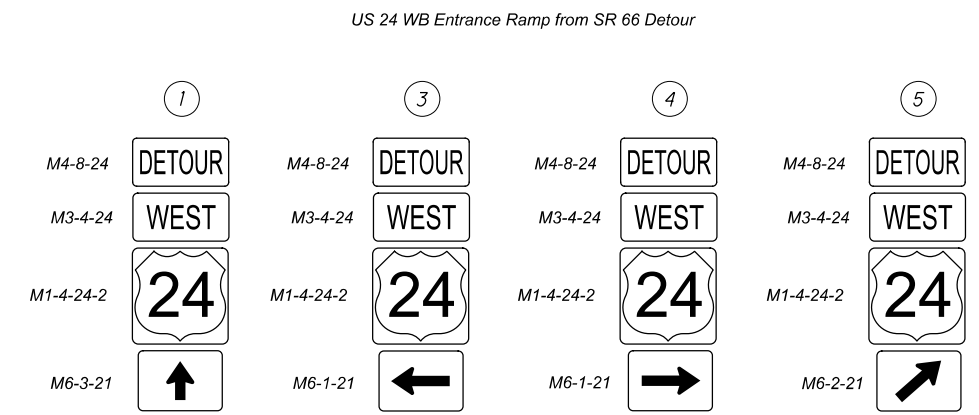 US 24 WB Entrance Ramp from SR 66 Detour
1 3 4 5
M4-8-24 DETOUR M4-8-24 DETOUR M4-8-24 DETOUR M4-8-24 DETOUR
M3-4-24 WEST M3-4-24 WEST M3-4-24 WEST M3-4-24 WEST
M1-4-24-2 24 M1-4-24-2 24 M1-4-24-2 24 M1-4-24-2 24
M6-3-21 M6-1-21 M6-1-21 M6-2-21